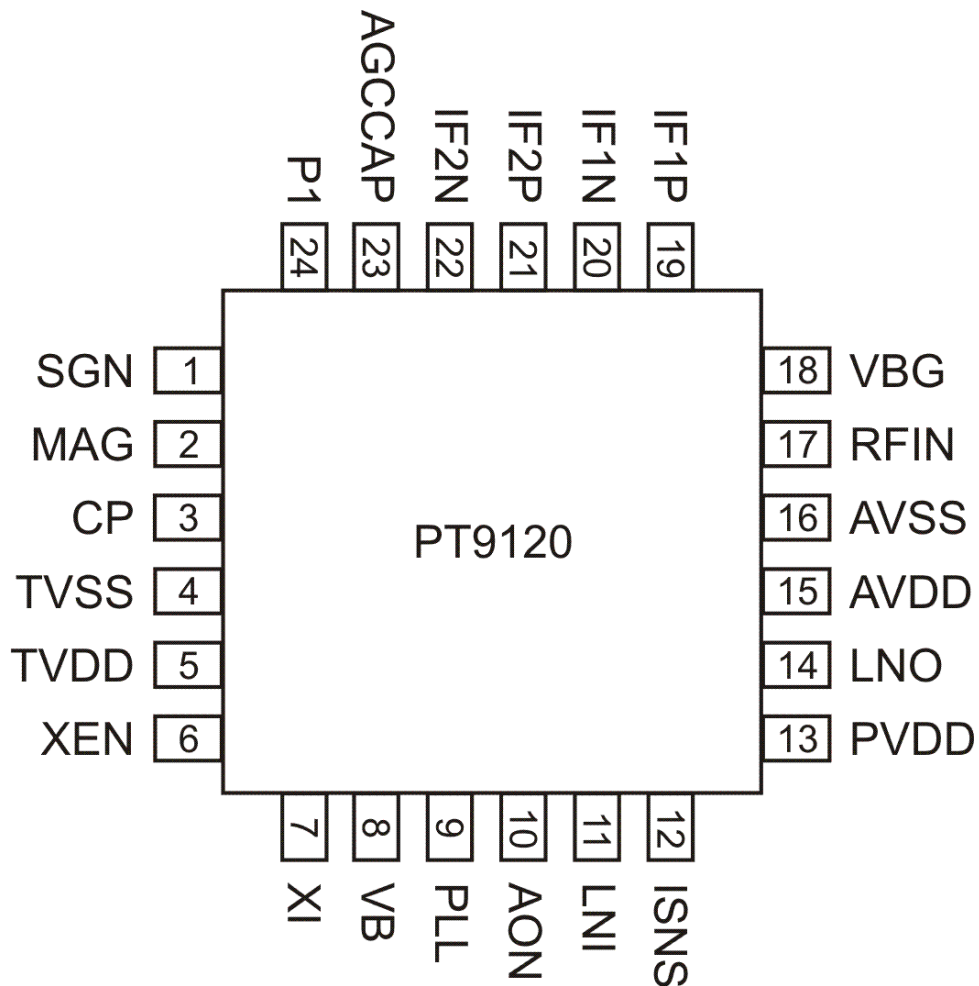 P1
AGCCAP
IF2N
IF2P
IF1N
IF1P
24
23
22
21
20
19
SGN 1
MAG 2
CP 3
TVSS 4
TVDD 5
XEN 6
PT9120
18 VBG
17 RFIN
16 AVSS
15 AVDD
14 LNO
13 PVDD
7
8
9
10
11
12
XI
VB
PLL
AON
LNI
ISNS